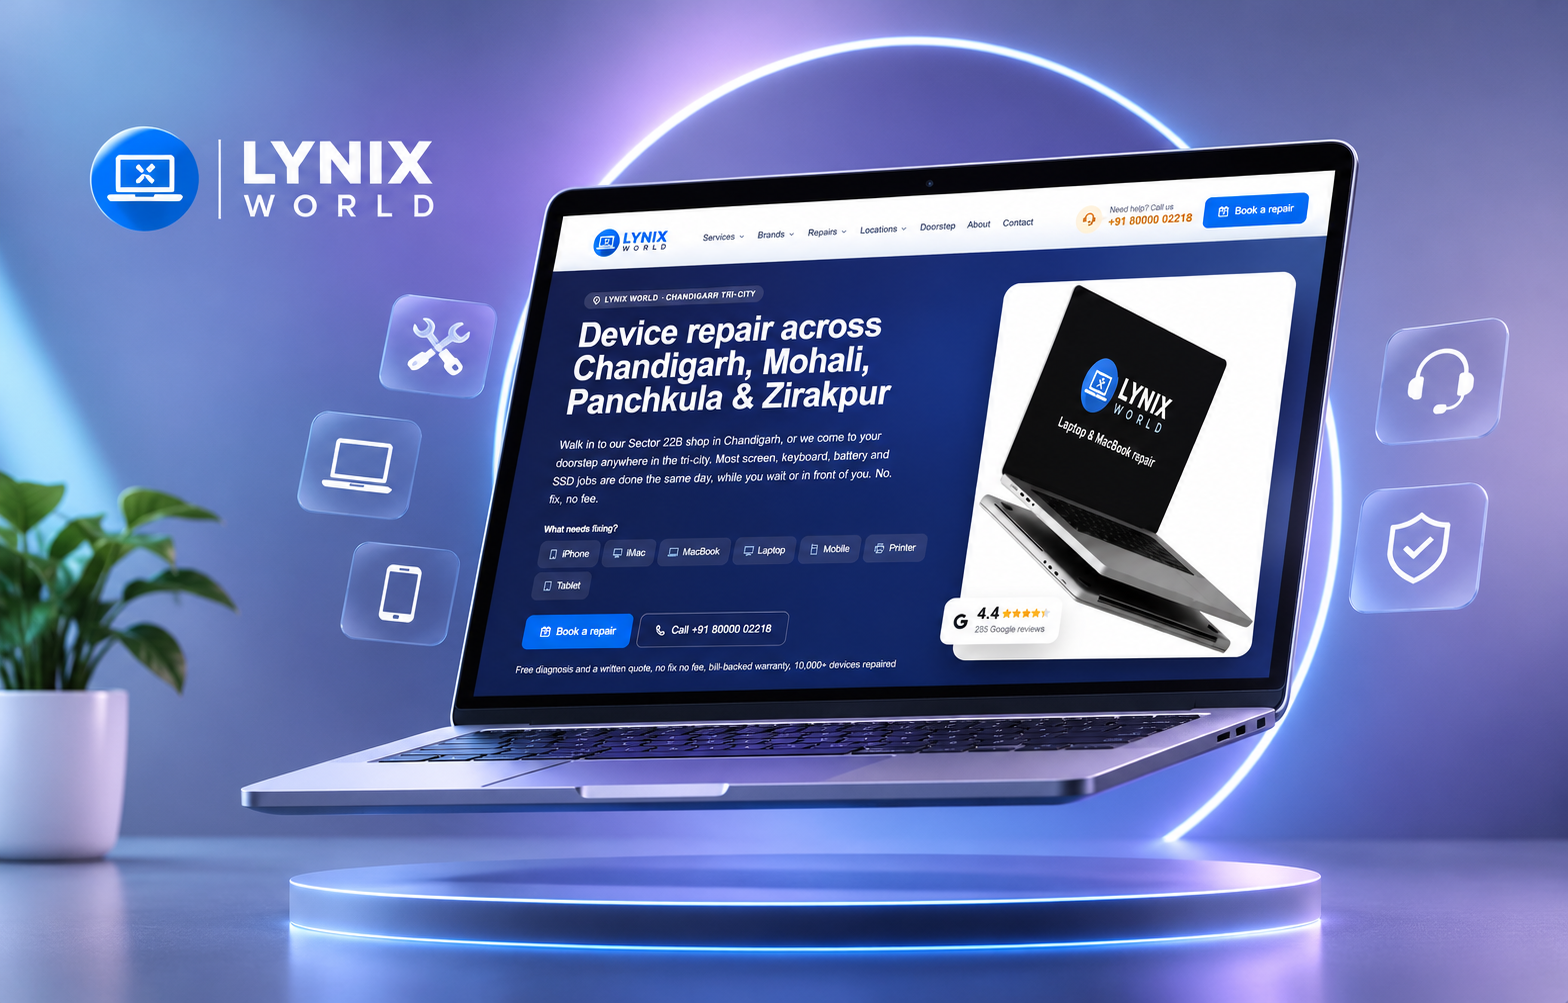 LYNIX
WORLD
LYNIX
WORLD
Services
Brands
Repairs
Locations
Doorstep
About
Contact
Need help? Call us
+91 80000 02218
Book a repair
LYNIX WORLD - CHANDIGARH TRI-CITY
Device repair across
Chandigarh, Mohali,
Panchkula & Zirakpur
Walk in to our Sector 22B shop in Chandigarh, or we come to your
doorstep anywhere in the tri-city. Most screen, keyboard, battery and
SSD jobs are done the same day, while you wait or in front of you. No.
fix, no fee.
What needs fixing?
iPhone
iMac
MacBook
Laptop
Mobile
Printer
Tablet
Book a repair
Call +91 80000 02218
Free diagnosis and a written quote, no fix no fee, bill-backed warranty, 10,000+ devices repaired
LYNIX
WORLD
Laptop & MacBook repair
G
4.4
285 Google reviews